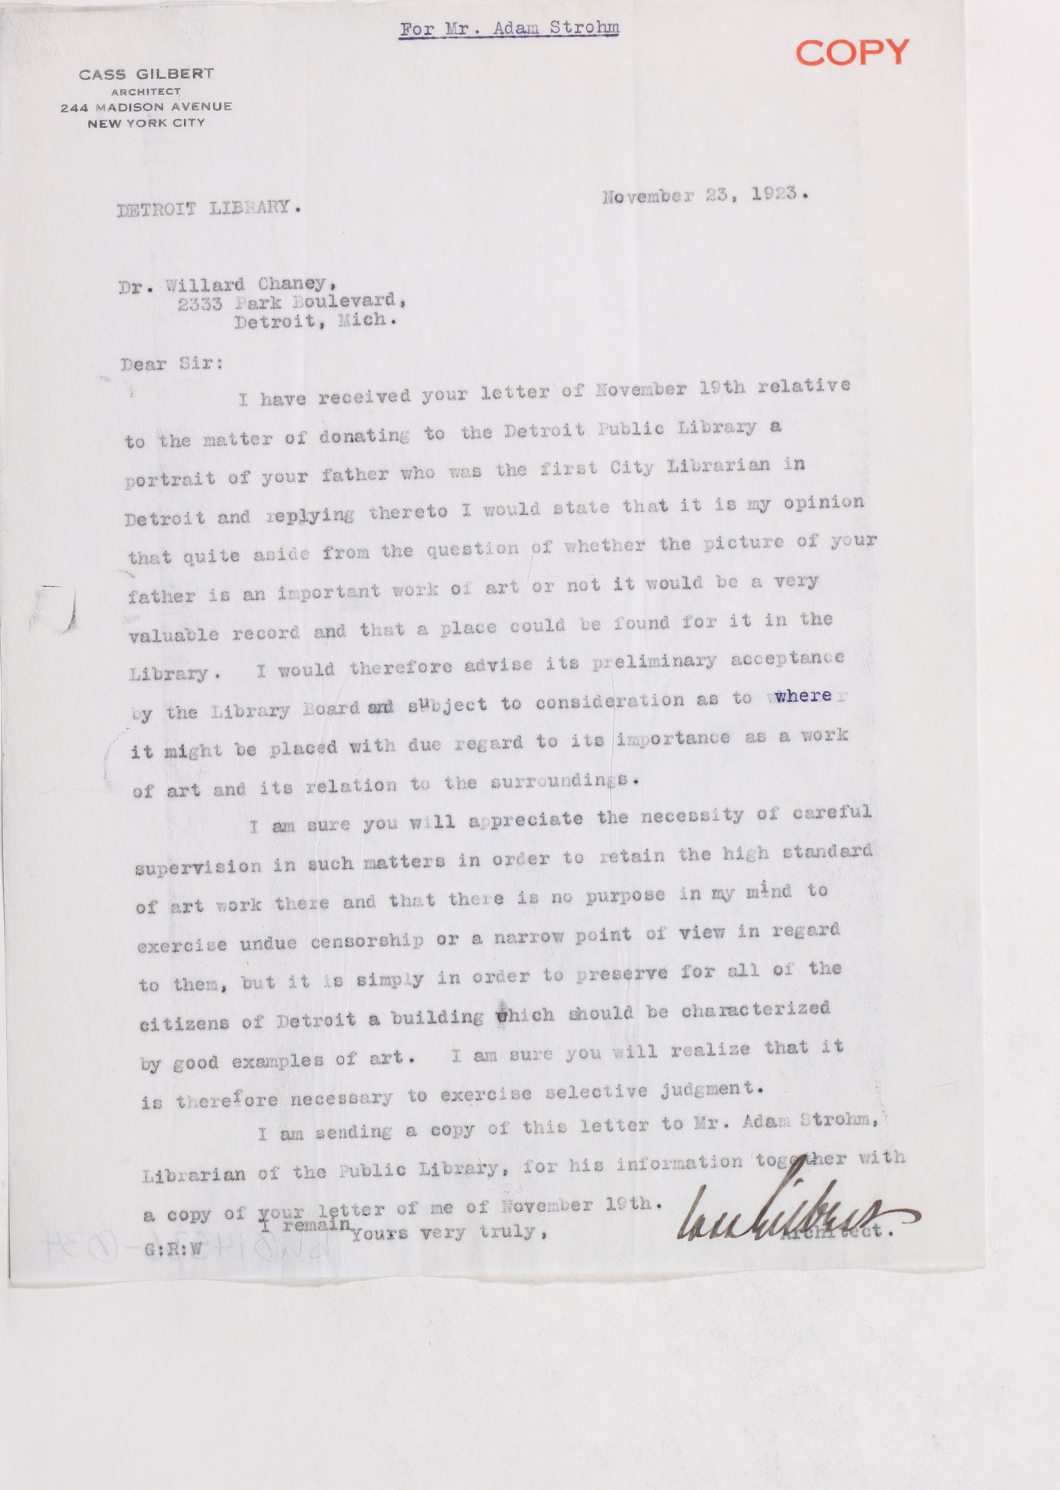 For Mr. Adam Strohm
COPY
CASS GILBERT
ARCHITECT
244 MADISON AVENUE
NEW YORK CITY
DETROIT LIBRARY.
November 23, 1923.
Dr. Willard Chaney,
2333 Park Boulevard,
Detroit, Mich.
Dear Sir:
I have received your letter of November 19th relative
to the matter of donating to the Detroit Public Library a
portrait of your father who was the first City Librarian in
Detroit and replying thereto I would state that it is my opinion
that quite aside from the question of whether the picture of your
father is an important work of art or not it would be a very
valuable record and that a place could be found for it in the
Library. I would therefore advise its preliminary acceptance
by the Library Board and subject to consideration as to where
it might be placed with due regard to its importance as a work
of art and its relation to the surroundings.
I am sure you will appreciate the necessity of careful
supervision in such matters in order to retain the high standard
of art work there and that there is no purpose in my mind to
exercise undue censorship or a narrow point of view in regard
to them, but it is simply in order to preserve for all of the
citizens of Detroit a building which should be characterized
by good examples of art. I am sure you will realize that it
is therefore necessary to exercise selective judgment.
I am sending a copy of this letter to Mr. Adam Strohm,
Librarian of the Public Library, for his information together with
a copy of your letter of me of November 19th.
I remain
Yours very truly,
Cass Gilbert
Architect.
G:R:W